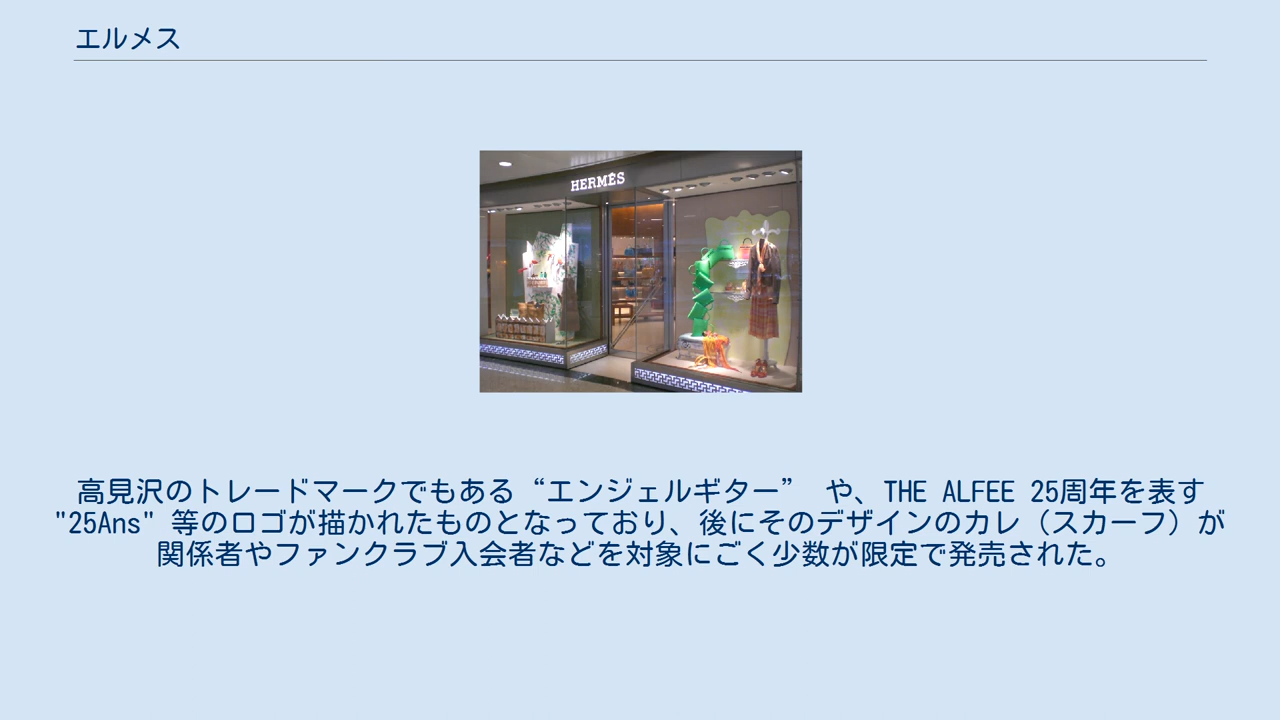 エルメス
HERMÈS
高見沢のトレードマークでもある“エンジェルギター” や、THE ALFEE 25周年を表す
"25Ans" 等のロゴが描かれたものとなっており、後にそのデザインのカレ（スカーフ）が
関係者やファンクラブ入会者などを対象にごく少数が限定で発売された。